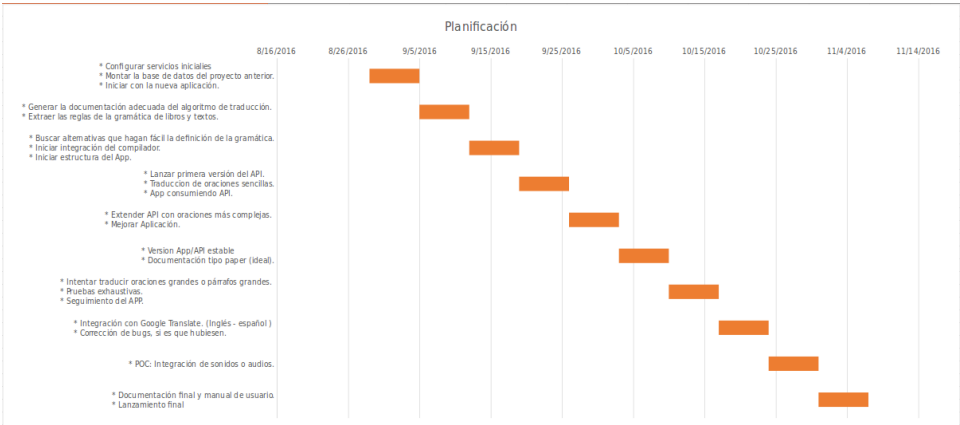 Planificación
8/16/2016 8/26/2016 9/5/2016 9/15/2016 9/25/2016 10/5/2016 10/15/2016 10/25/2016 11/4/2016 11/14/2016
* Configurar servicios iniciales
* Montar la base de datos del proyecto anterior.
* Iniciar con la nueva aplicación.
* Generar la documentación adecuada del algoritmo de traducción.
* Extraer las reglas de la gramática de libros y textos.
* Buscar alternativas que hagan fácil la definición de la gramática.
* Iniciar integración del compilador.
* Iniciar estructura del App.
* Lanzar primera versión del API.
* Traduccion de oraciones sencillas.
* App consumiendo API.
* Extender API con oraciones más complejas.
* Mejorar Aplicación.
* Version App/API estable
* Documentación tipo paper (ideal).
* Intentar traducir oraciones grandes o párrafos grandes.
* Pruebas exhaustivas.
* Seguimiento del APP.
* Integración con Google Translate. (Inglés - español )
* Corrección de bugs, si es que hubiesen.
* POC: Integración de sonidos o audios.
* Documentación final y manual de usuario.
* Lanzamiento final